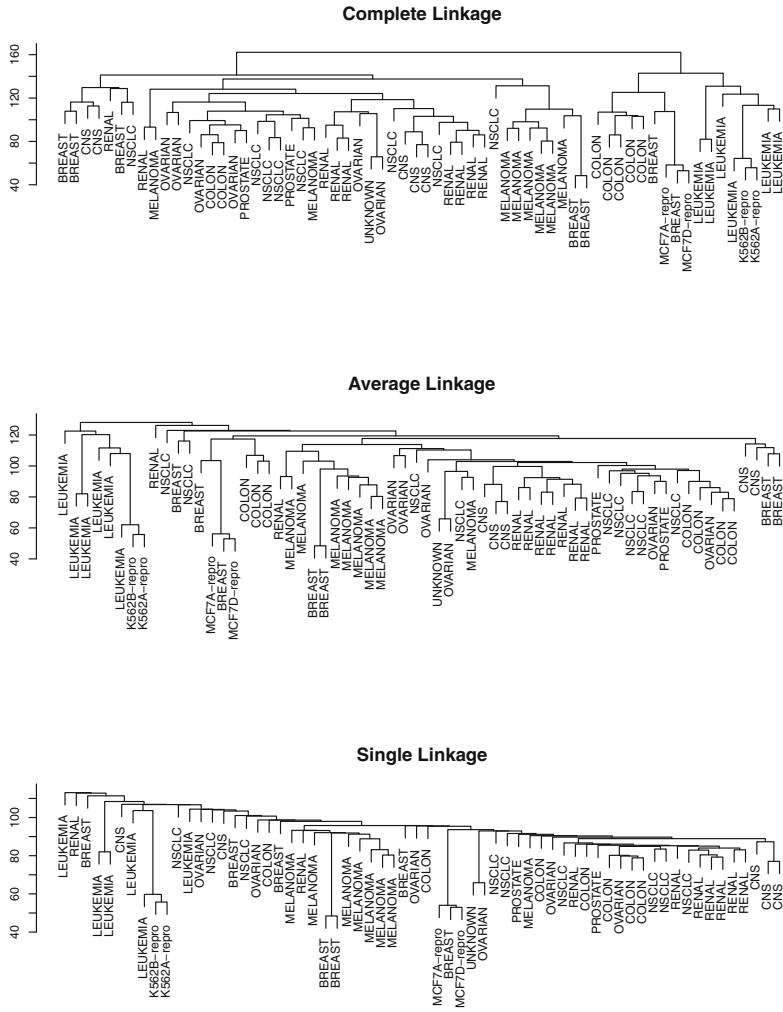 Complete Linkage
160
120
80
40
BREAST
BREAST
CNS
CNS
RENAL
BREAST
NSCLC
RENAL
MELANOMA
OVARIAN
OVARIAN
NSCLC
OVARIAN
COLON
COLON
OVARIAN
PROSTATE
NSCLC
NSCLC
NSCLC
PROSTATE
NSCLC
MELANOMA
RENAL
RENAL
RENAL
OVARIAN
UNKNOWN
OVARIAN
NSCLC
CNS
CNS
CNS
NSCLC
RENAL
RENAL
RENAL
RENAL
NSCLC
MELANOMA
MELANOMA
MELANOMA
MELANOMA
MELANOMA
MELANOMA
BREAST
BREAST
COLON
COLON
COLON
COLON
COLON
BREAST
MCF7A-repro
BREAST
MCF7D-repro
LEUKEMIA
LEUKEMIA
LEUKEMIA
LEUKEMIA
K562B-repro
K562A-repro
LEUKEMIA
LEUKEMIA
Average Linkage
120
100
80
60
40
LEUKEMIA
LEUKEMIA
LEUKEMIA
LEUKEMIA
LEUKEMIA
LEUKEMIA
K562B-repro
K562A-repro
RENAL
NSCLC
BREAST
NSCLC
BREAST
MCF7A-repro
BREAST
MCF7D-repro
COLON
COLON
COLON
RENAL
MELANOMA
MELANOMA
BREAST
BREAST
MELANOMA
MELANOMA
MELANOMA
MELANOMA
MELANOMA
OVARIAN
OVARIAN
NSCLC
OVARIAN
UNKNOWN
OVARIAN
NSCLC
MELANOMA
CNS
CNS
CNS
RENAL
RENAL
RENAL
RENAL
RENAL
RENAL
RENAL
PROSTATE
NSCLC
NSCLC
NSCLC
NSCLC
OVARIAN
PROSTATE
NSCLC
COLON
COLON
OVARIAN
COLON
COLON
CNS
CNS
BREAST
BREAST
Single Linkage
100
80
60
40
LEUKEMIA
RENAL
BREAST
LEUKEMIA
LEUKEMIA
CNS
LEUKEMIA
LEUKEMIA
K562B-repro
K562A-repro
NSCLC
LEUKEMIA
OVARIAN
NSCLC
CNS
BREAST
NSCLC
OVARIAN
COLON
BREAST
MELANOMA
RENAL
MELANOMA
BREAST
BREAST
MELANOMA
MELANOMA
MELANOMA
MELANOMA
MELANOMA
BREAST
OVARIAN
COLON
MCF7A-repro
BREAST
MCF7D-repro
UNKNOWN
OVARIAN
NSCLC
NSCLC
PROSTATE
MELANOMA
COLON
OVARIAN
NSCLC
RENAL
COLON
PROSTATE
COLON
OVARIAN
COLON
COLON
NSCLC
NSCLC
RENAL
NSCLC
RENAL
RENAL
RENAL
RENAL
RENAL
CNS
CNS
CNS